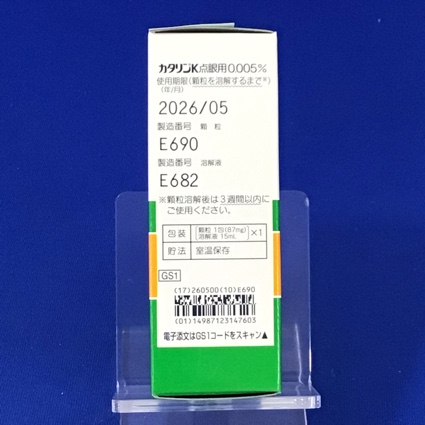 カタリンK点眼用0.005%
使用期限(顆粒を溶解するまで※)
(年/月)
2026/05
製造番号 顆 粒
E690
製造番号 溶解液
E682
※顆粒溶解後は3週間以内に
ご使用ください。
包装 顆粒 1包(87mg) 溶解液 15mL ×1
貯法 室温保存
GS1
(17)260500(10)E690
(01)14987123147603
電子添文はGS1コードをスキャン▲